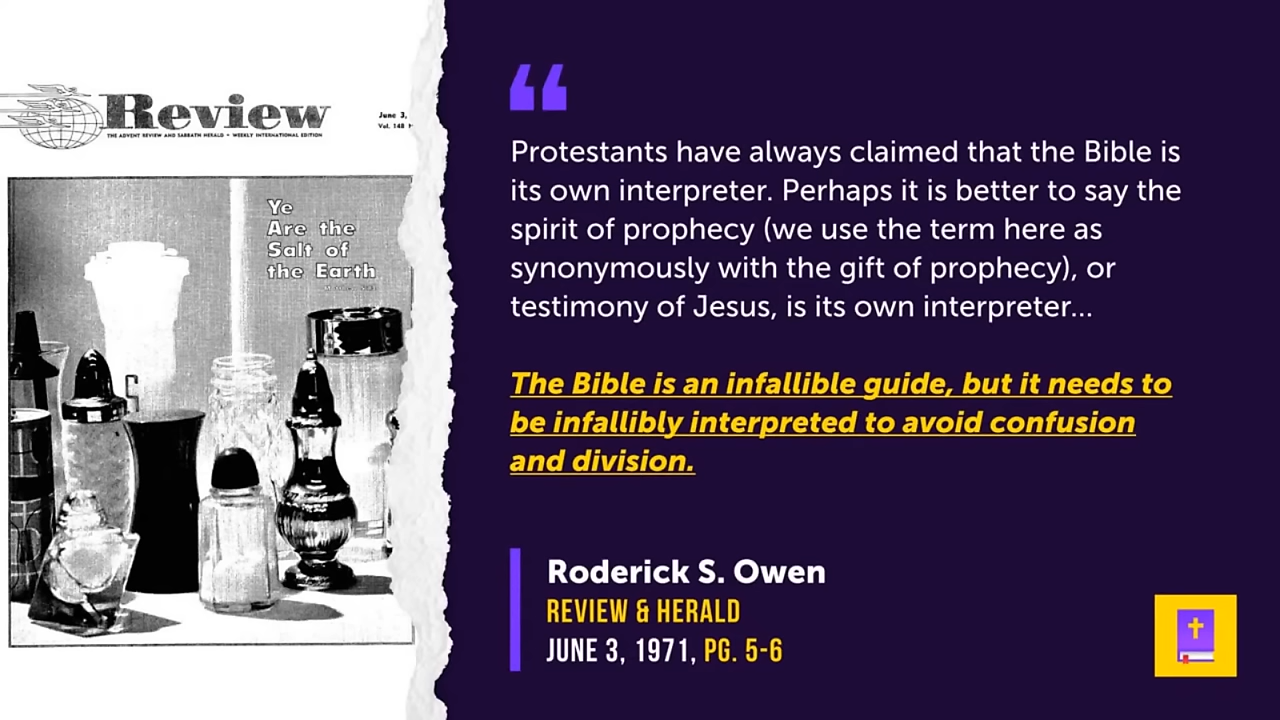 Review
THE ADVENT REVIEW AND SABBATH HERALD • WEEKLY INTERNATIONAL EDITION
June 3,
Vol. 148
Ye
Are the
Salt of
the Earth
“
Protestants have always claimed that the Bible is
its own interpreter. Perhaps it is better to say the
spirit of prophecy (we use the term here as
synonymously with the gift of prophecy), or
testimony of Jesus, is its own interpreter...
The Bible is an infallible guide, but it needs to
be infallibly interpreted to avoid confusion
and division.
Roderick S. Owen
REVIEW & HERALD
JUNE 3, 1971, PG. 5-6